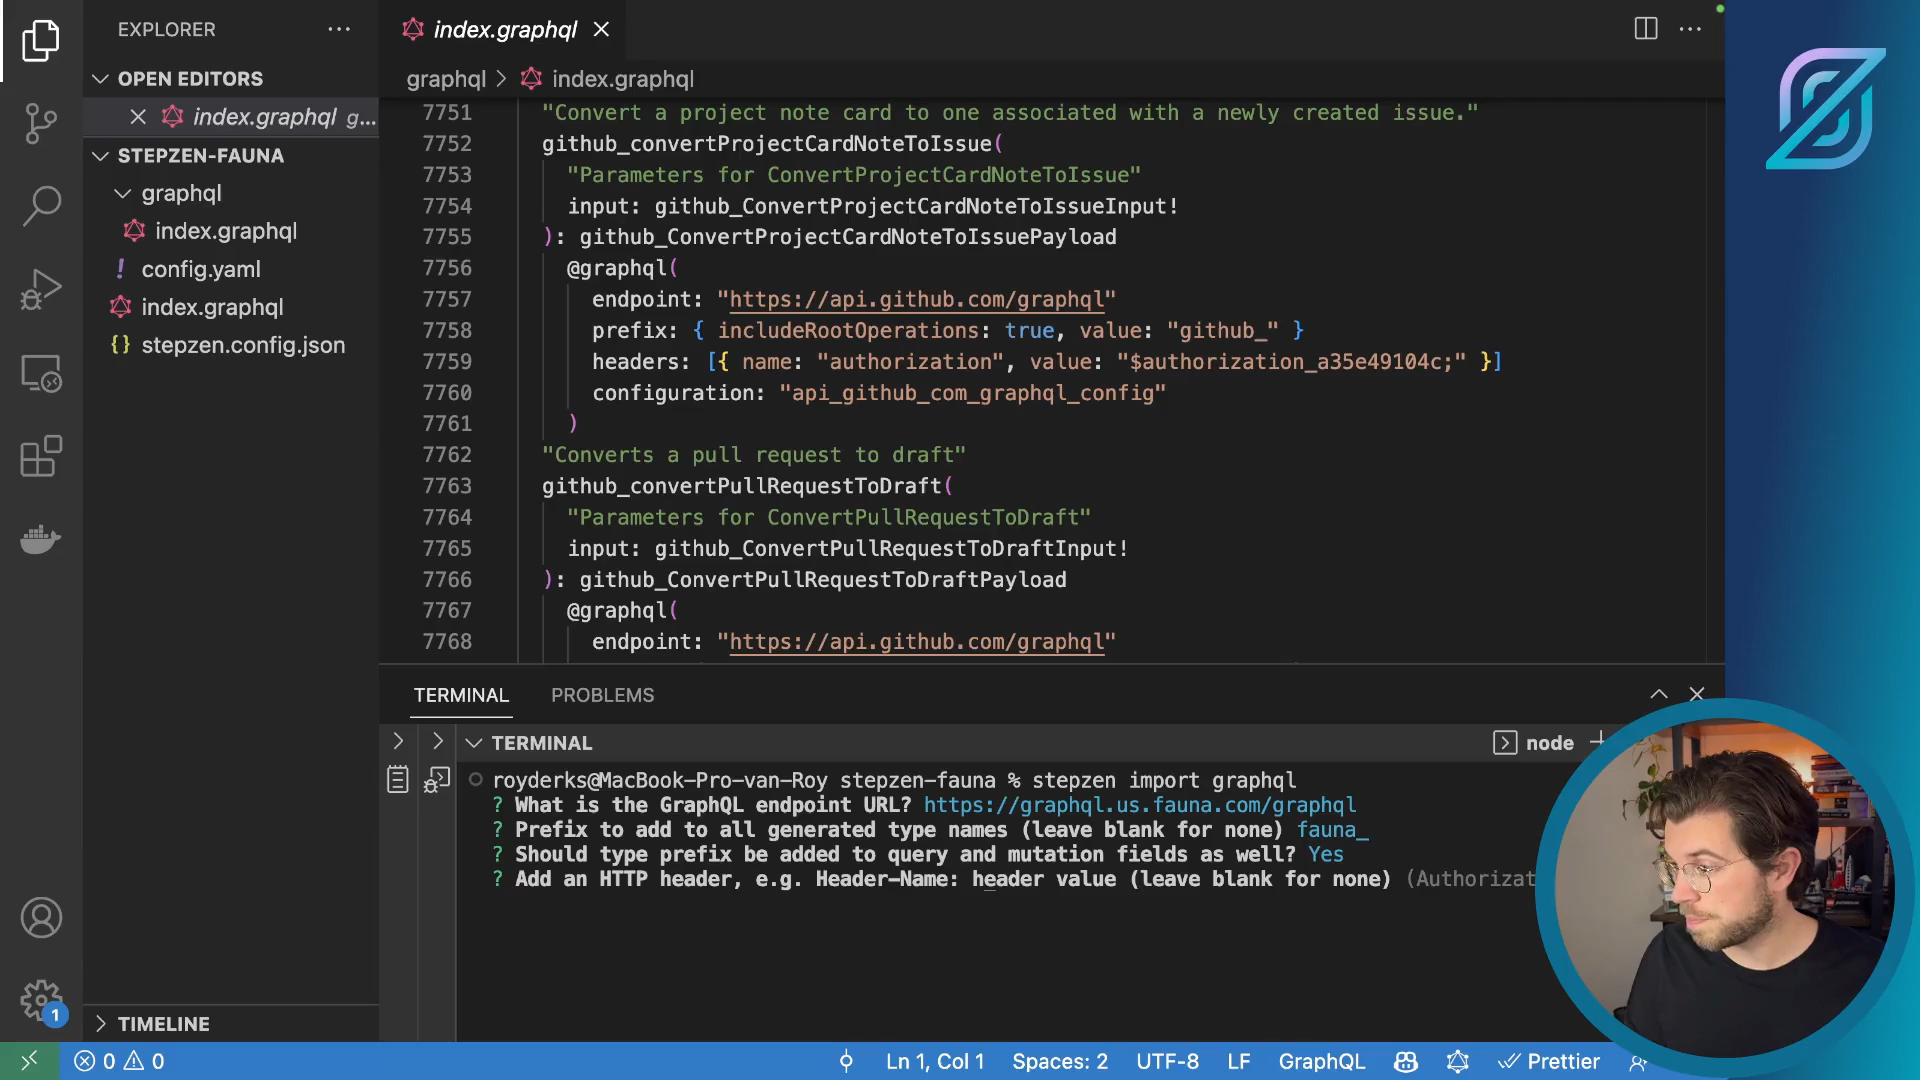 EXPLORER
OPEN EDITORS
index.graphql g...
STEPZEN-FAUNA
graphql
index.graphql
config.yaml
index.graphql
{} stepzen.config.json
TIMELINE
index.graphql
graphql > index.graphql
7751 "Convert a project note card to one associated with a newly created issue."
7752 github_convertProjectCardNoteToIssue(
7753 "Parameters for ConvertProjectCardNoteToIssue"
7754 input: github_ConvertProjectCardNoteToIssueInput!
7755 ): github_ConvertProjectCardNoteToIssuePayload
7756 @graphql(
7757 endpoint: "https://api.github.com/graphql"
7758 prefix: { includeRootOperations: true, value: "github_" }
7759 headers: [{ name: "authorization", value: "$authorization_a35e49104c;" }]
7760 configuration: "api_github_com_graphql_config"
7761 )
7762 "Converts a pull request to draft"
7763 github_convertPullRequestToDraft(
7764 "Parameters for ConvertPullRequestToDraft"
7765 input: github_ConvertPullRequestToDraftInput!
7766 ): github_ConvertPullRequestToDraftPayload
7767 @graphql(
7768 endpoint: "https://api.github.com/graphql"
TERMINAL PROBLEMS
TERMINAL
node
royderks@MacBook-Pro-van-Roy stepzen-fauna % stepzen import graphql
? What is the GraphQL endpoint URL? https://graphql.us.fauna.com/graphql
? Prefix to add to all generated type names (leave blank for none) fauna_
? Should type prefix be added to query and mutation fields as well? Yes
? Add an HTTP header, e.g. Header-Name: header value (leave blank for none) (Authorizat
1
0 0
Ln 1, Col 1
Spaces: 2
UTF-8
LF
GraphQL
Prettier